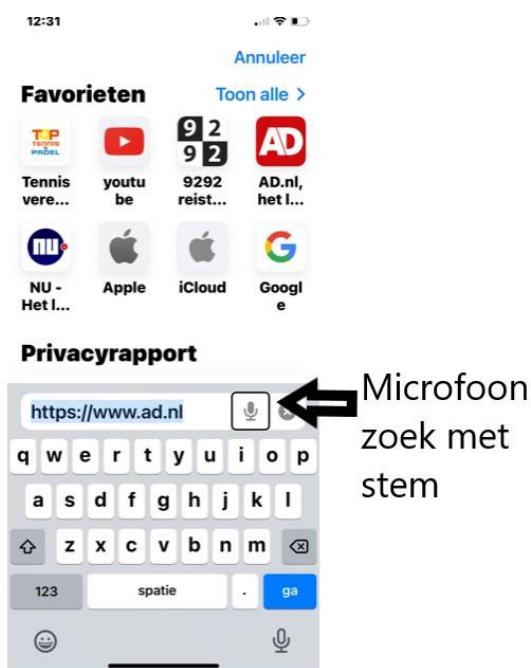 12:31
Annuleer
Favorieten
Toon alle >
TOP
TENNIS
&
PADEL
9 2
9 2
AD
Tennis vere...
youtu be
9292 reist...
AD.nl, het l...
nu
G
NU - Het l...
Apple
iCloud
Googl e
Privacyrapport
https://www.ad.nl
Microfoon
zoek met
stem
q w e r t y u i o p
a s d f g h j k l
z x c v b n m
123
spatie
.
ga